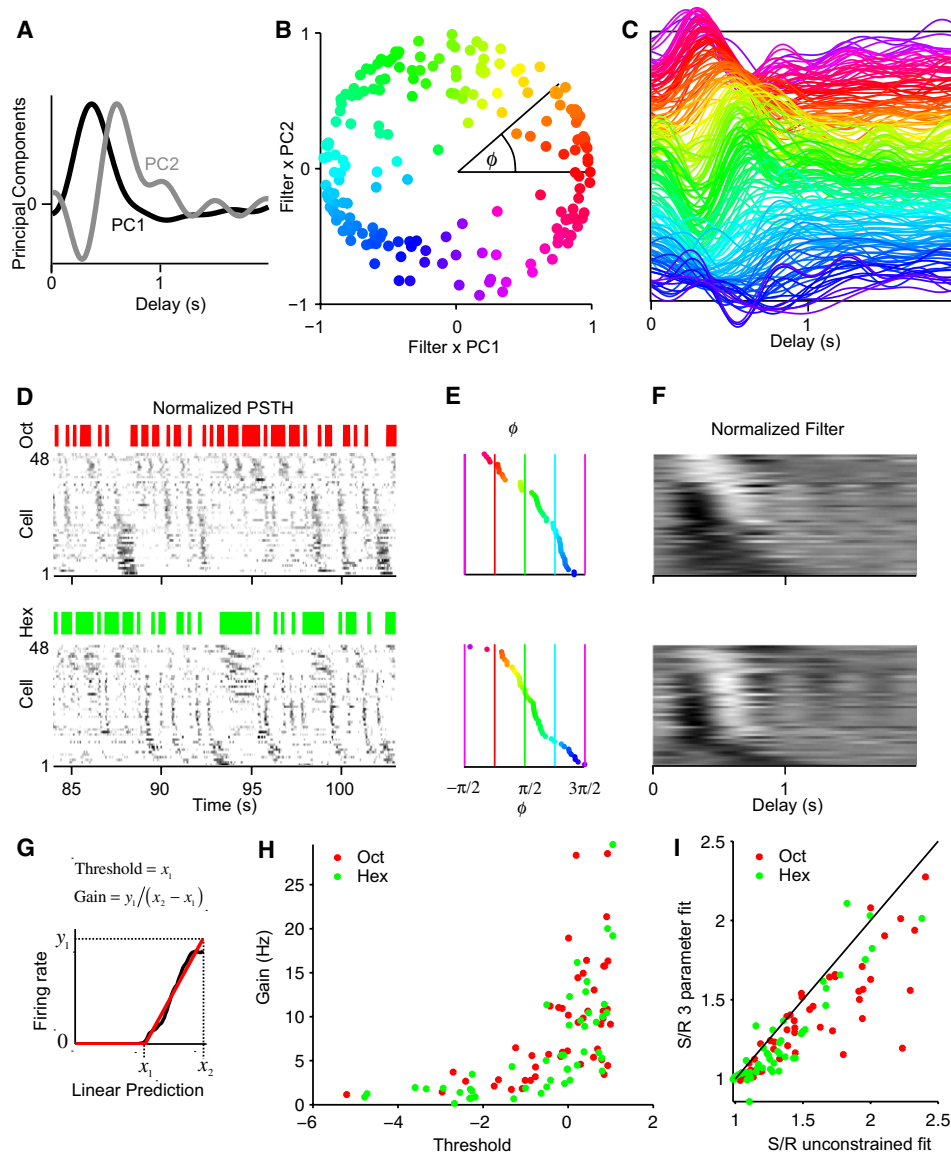 A
Principal Components
0
PC2
PC1
0
1
Delay (s)
B
1
Filter x PC2
0
−1
ϕ
−1
0
1
Filter x PC1
C
0
1
Delay (s)
D
Normalized PSTH
Oct
48
Cell
1
Hex
48
Cell
1
85
90
95
100
Time (s)
E
ϕ
−π/2
π/2
3π/2
ϕ
F
Normalized Filter
1
0
1
Delay (s)
G
Threshold = x₁
Gain = y₁/(x₂ − x₁)
y₁
Firing rate
0
x₁
x₂
Linear Prediction
H
Oct
Hex
25
20
15
10
5
0
Gain (Hz)
−6
−4
−2
0
2
Threshold
I
2.5
Oct
Hex
2
1.5
1
S/R 3 parameter fit
1
1.5
2
2.5
S/R unconstrained fit